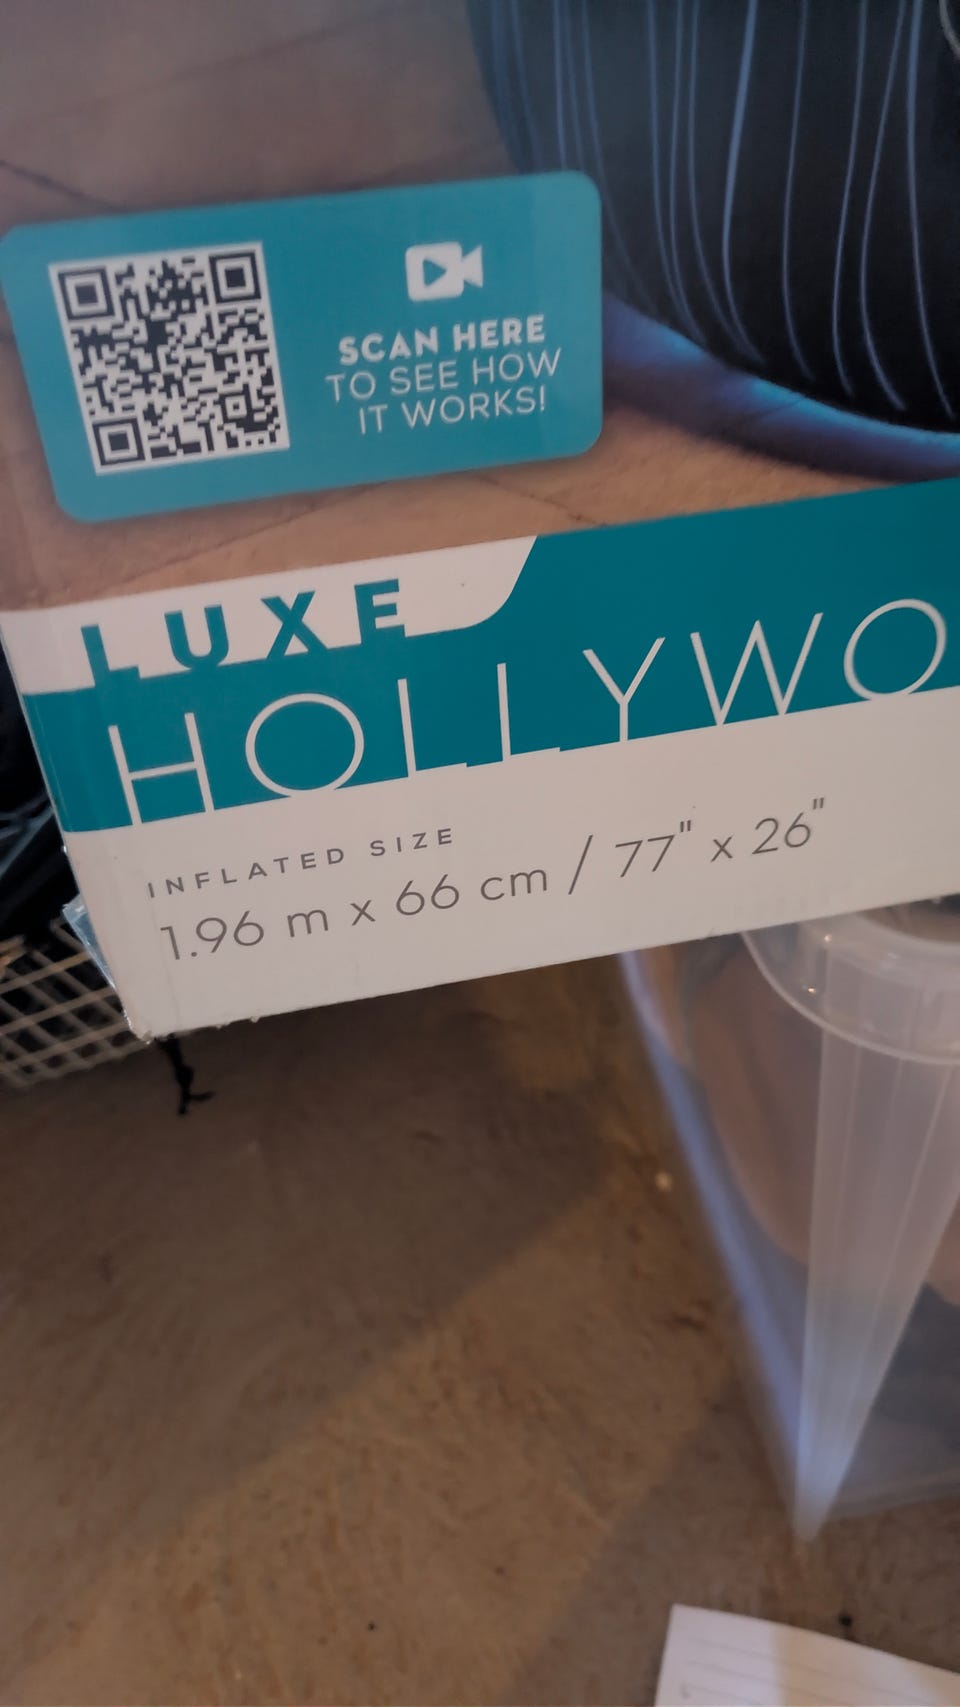 SCAN HERE
TO SEE HOW
IT WORKS!
LUXE
HOLLYWO
INFLATED SIZE
1.96 m x 66 cm / 77" x 26"